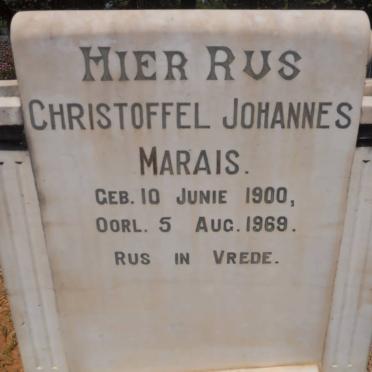 HIER RUS
CHRISTOFFEL JOHANNES
MARAIS.
GEB. 10 JUNIE 1900,
OORL. 5 AUG. 1969.
RUS IN VREDE.